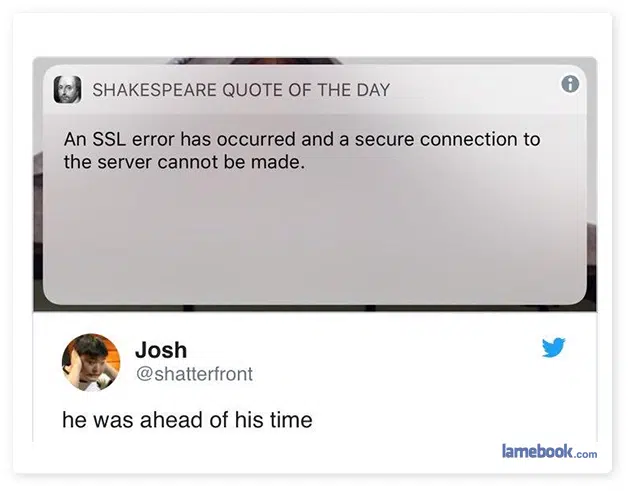 SHAKESPEARE QUOTE OF THE DAY
An SSL error has occurred and a secure connection to
the server cannot be made.
Josh
@shatterfront
he was ahead of his time
lamebook.com